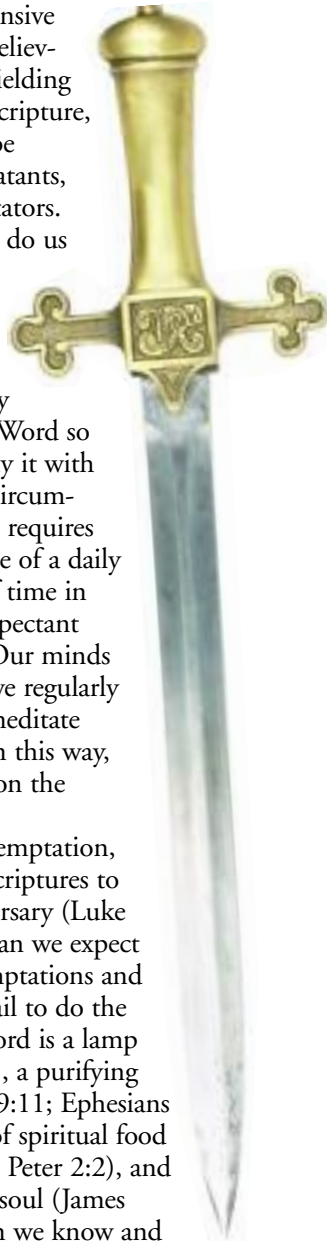 nsive
eliev-
ielding
cripture,
be
atants,
tators.
do us
y
Word so
y it with
ircum-
requires
e of a daily
f time in
pectant
Our minds
ve regularly
meditate
n this way,
on the
emptation,
criptures to
rsary (Luke
an we expect
mptations and
ail to do the
ord is a lamp
, a purifying
9:11; Ephesians
of spiritual food
Peter 2:2), and
soul (James
n we know and